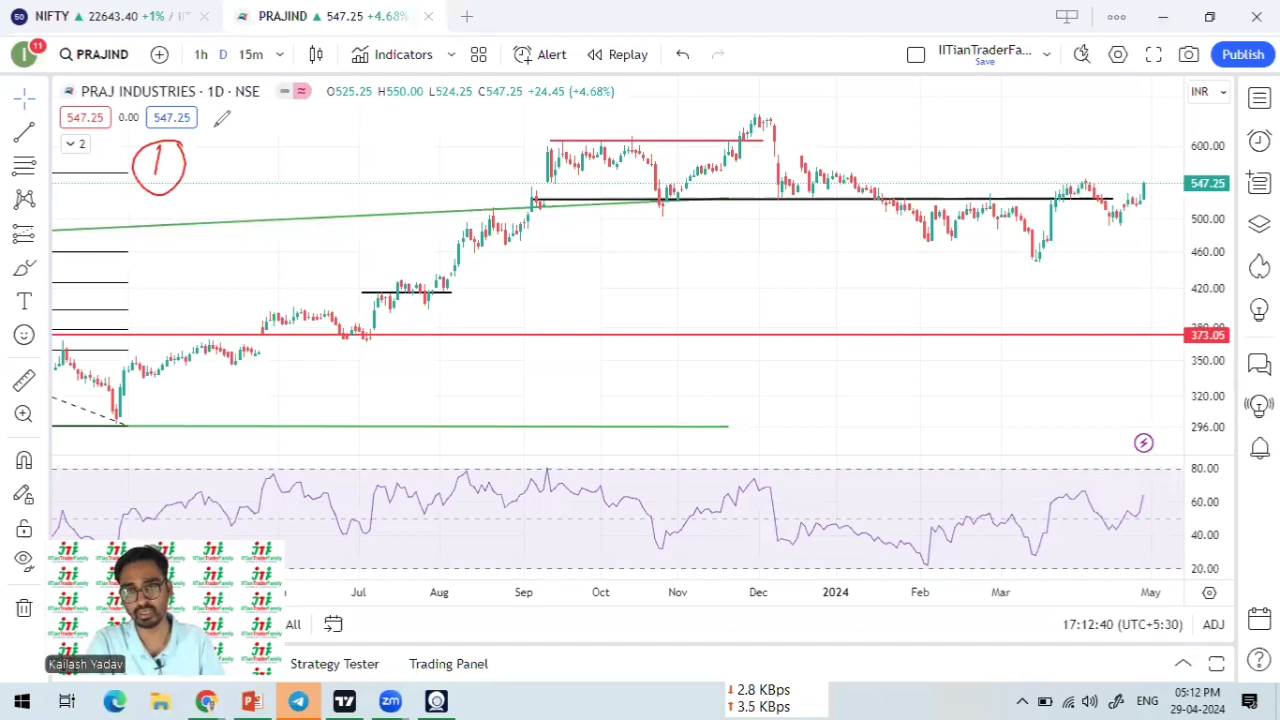 NIFTY ▲ 22643.40 +1% /
PRAJIND ▲ 547.25 +4.68%
11
PRAJIND
1h D 15m
Indicators
Alert
Replay
IITianTraderFa...
Save
Publish
PRAJ INDUSTRIES · 1D · NSE
O525.25 H550.00 L524.25 C547.25 +24.45 (+4.68%)
INR
547.25 0.00 547.25
2
1
600.00
547.25
500.00
460.00
420.00
380.00
373.05
350.00
320.00
296.00
80.00
60.00
40.00
20.00
Jul Aug Sep Oct Nov Dec 2024 Feb Mar May
All
17:12:40 (UTC+5:30)
ADJ
IITianTraderFamily
Kailash Yadav
Strategy Tester
Trading Panel
2.8 KBps
3.5 KBps
ENG
05:12 PM
29-04-2024